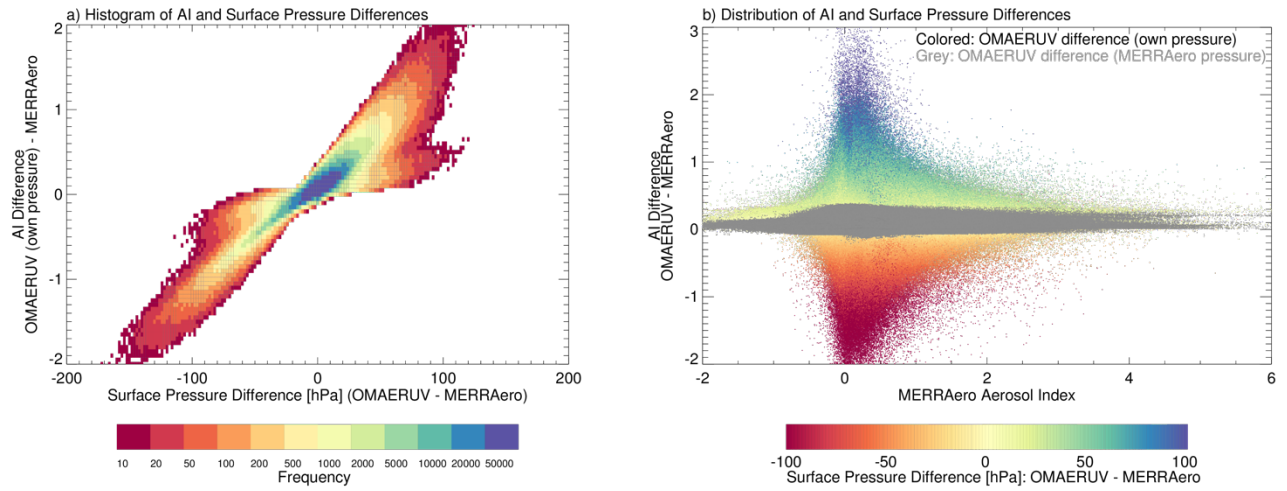 a) Histogram of AI and Surface Pressure Differences
AI Difference
OMAERUV (own pressure) - MERRAero
2
1
0
-1
-2
-200
-100
0
100
200
Surface Pressure Difference [hPa] (OMAERUV - MERRAero)
10 20 50 100 200 500 1000 2000 5000 10000 20000 50000
Frequency
b) Distribution of AI and Surface Pressure Differences
Colored: OMAERUV difference (own pressure)
Grey: OMAERUV difference (MERRAero pressure)
AI Difference
OMAERUV - MERRAero
3
2
1
0
-1
-2
-2
0
2
4
6
MERRAero Aerosol Index
-100 -50 0 50 100
Surface Pressure Difference [hPa]: OMAERUV - MERRAero